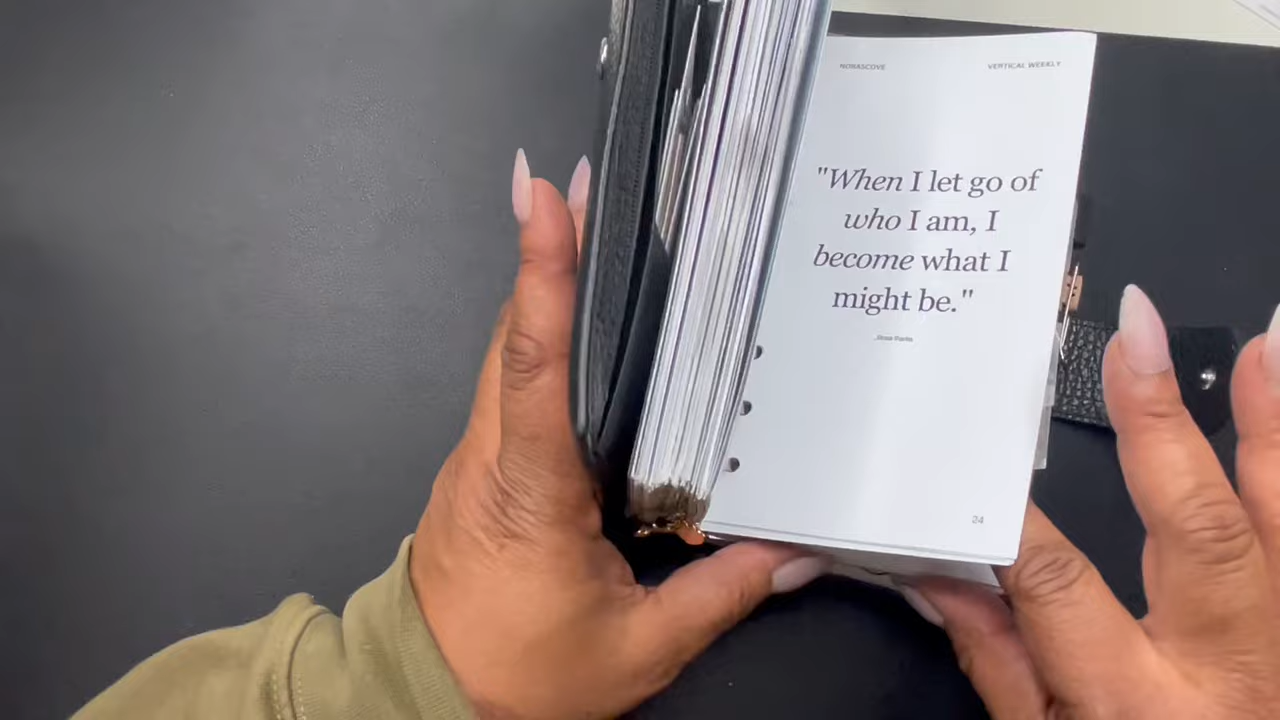 NORASCOVE
VERTICAL WEEKLY
"When I let go of
who I am, I
become what I
might be."
24